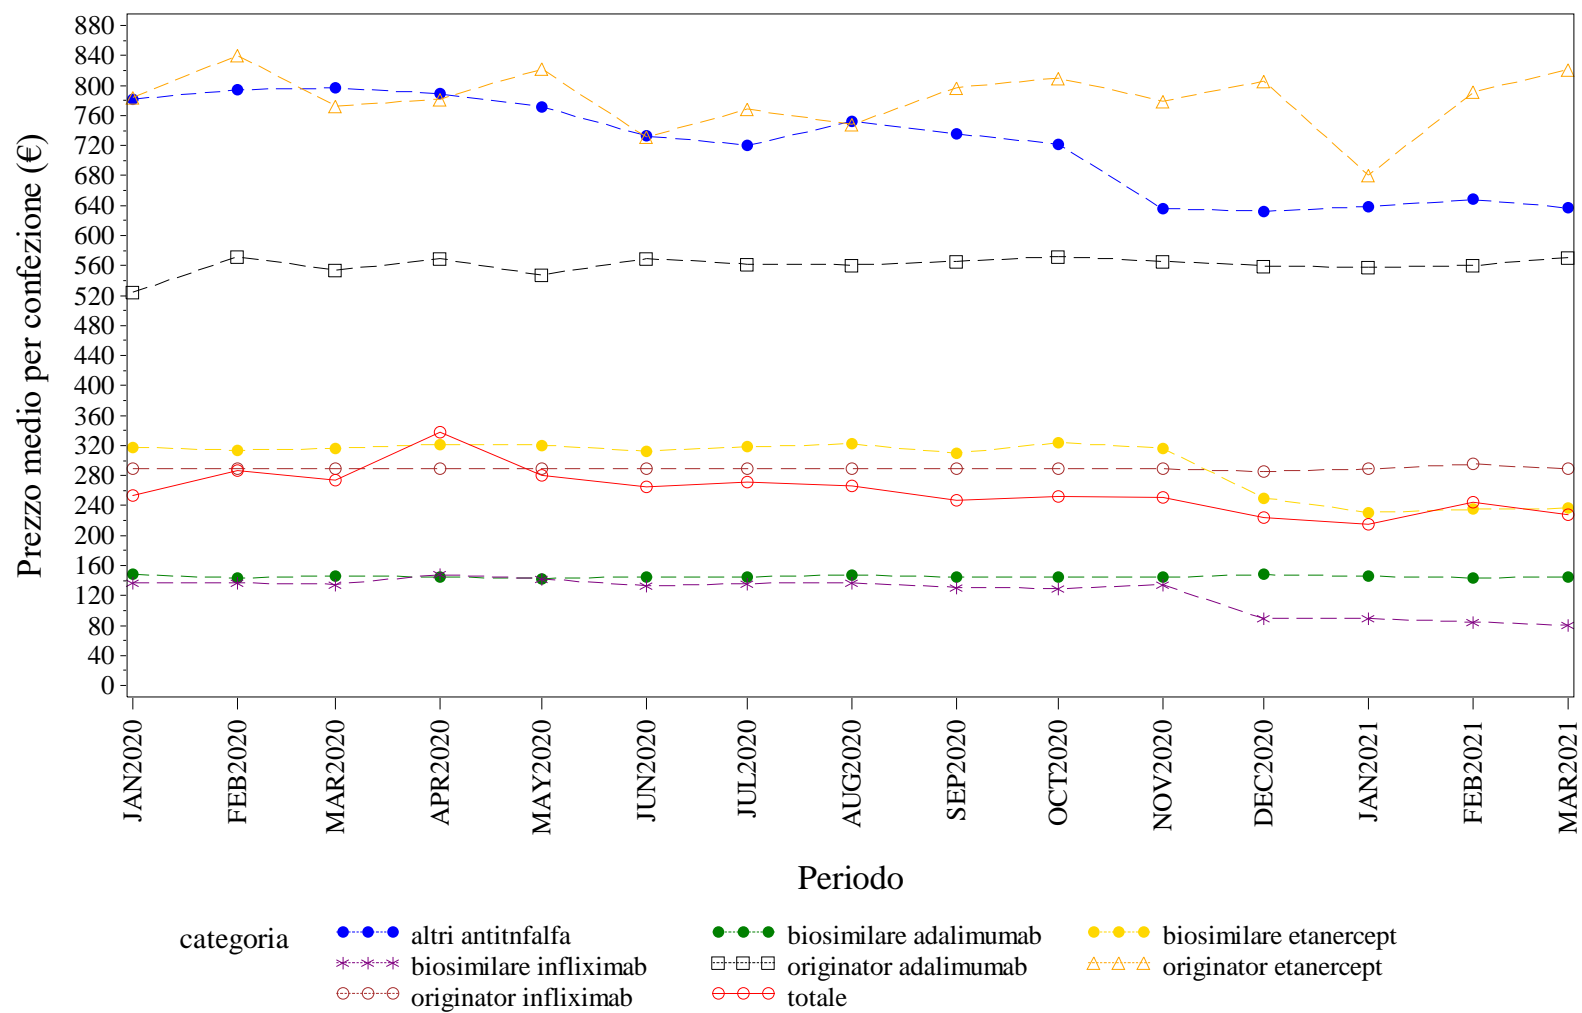 Prezzo medio per confezione (€)
880
840
800
760
720
680
640
600
560
520
480
440
400
360
320
280
240
200
160
120
80
40
0
JAN2020
FEB2020
MAR2020
APR2020
MAY2020
JUN2020
JUL2020
AUG2020
SEP2020
OCT2020
NOV2020
DEC2020
JAN2021
FEB2021
MAR2021
Periodo
categoria altri antitnfalfa biosimilare adalimumab biosimilare etanercept
biosimilare infliximab originator adalimumab originator etanercept
originator infliximab totale